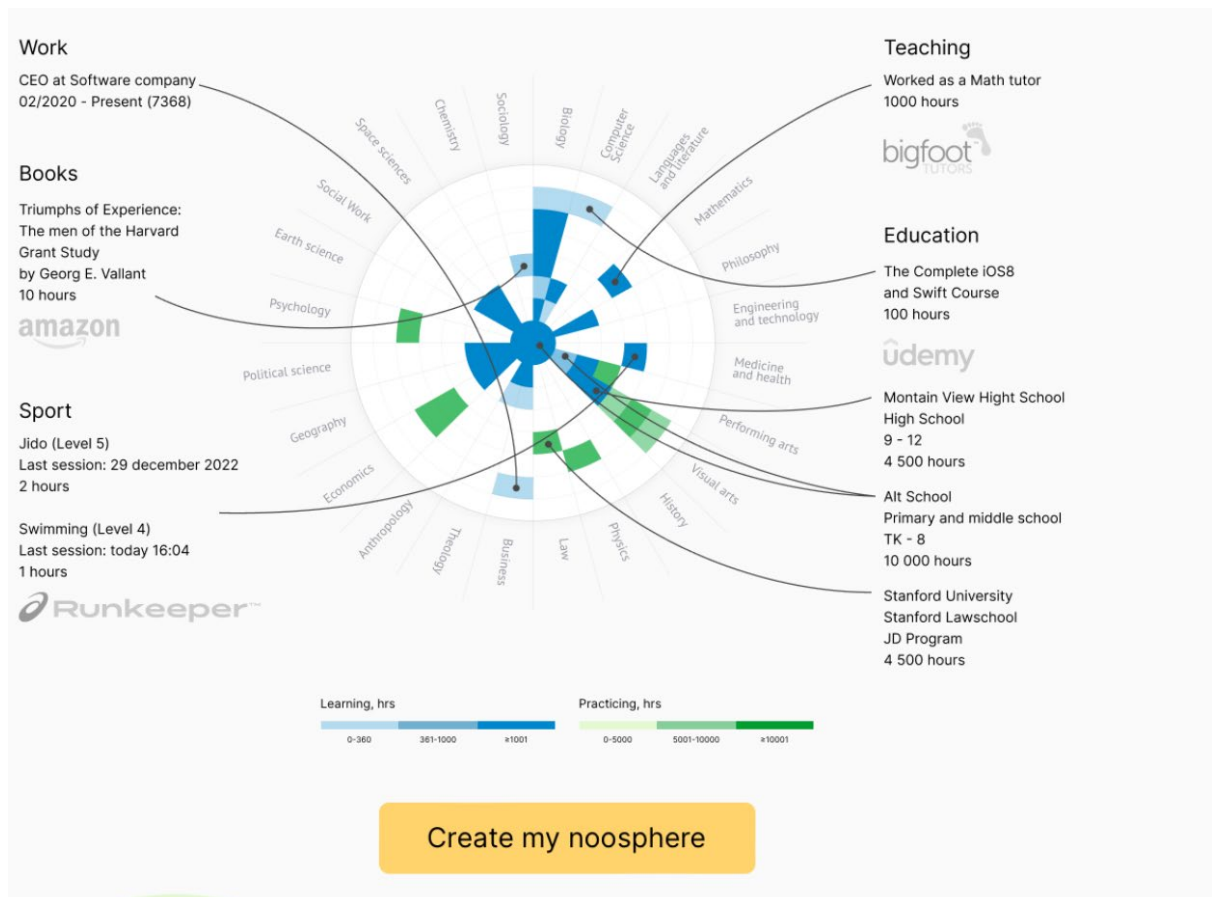 Work
CEO at Software company
02/2020 - Present (7368)
Books
Triumphs of Experience:
The men of the Harvard
Grant Study
by Georg E. Vallant
10 hours
amazon
Sport
Jido (Level 5)
Last session: 29 december 2022
2 hours
Swimming (Level 4)
Last session: today 16:04
1 hours
Runkeeper™
Sociology
Biology
Computer
Science
Languages
and literature
Mathematics
Philosophy
Engineering
and technology
Medicine
and health
Performing arts
Visual arts
History
Physics
Law
Business
Theology
Anthropology
Economics
Geography
Political science
Psychology
Earth science
Social Work
Space sciences
Chemistry
Teaching
Worked as a Math tutor
1000 hours
bigfoot™
TUTORS
Education
The Complete iOS8
and Swift Course
100 hours
ûdemy
Montain View Hight School
High School
9 - 12
4 500 hours
Alt School
Primary and middle school
TK - 8
10 000 hours
Stanford University
Stanford Lawschool
JD Program
4 500 hours
Learning, hrs
0-360 361-1000 ≥1001
Practicing, hrs
0-5000 5001-10000 ≥10001
Create my noosphere